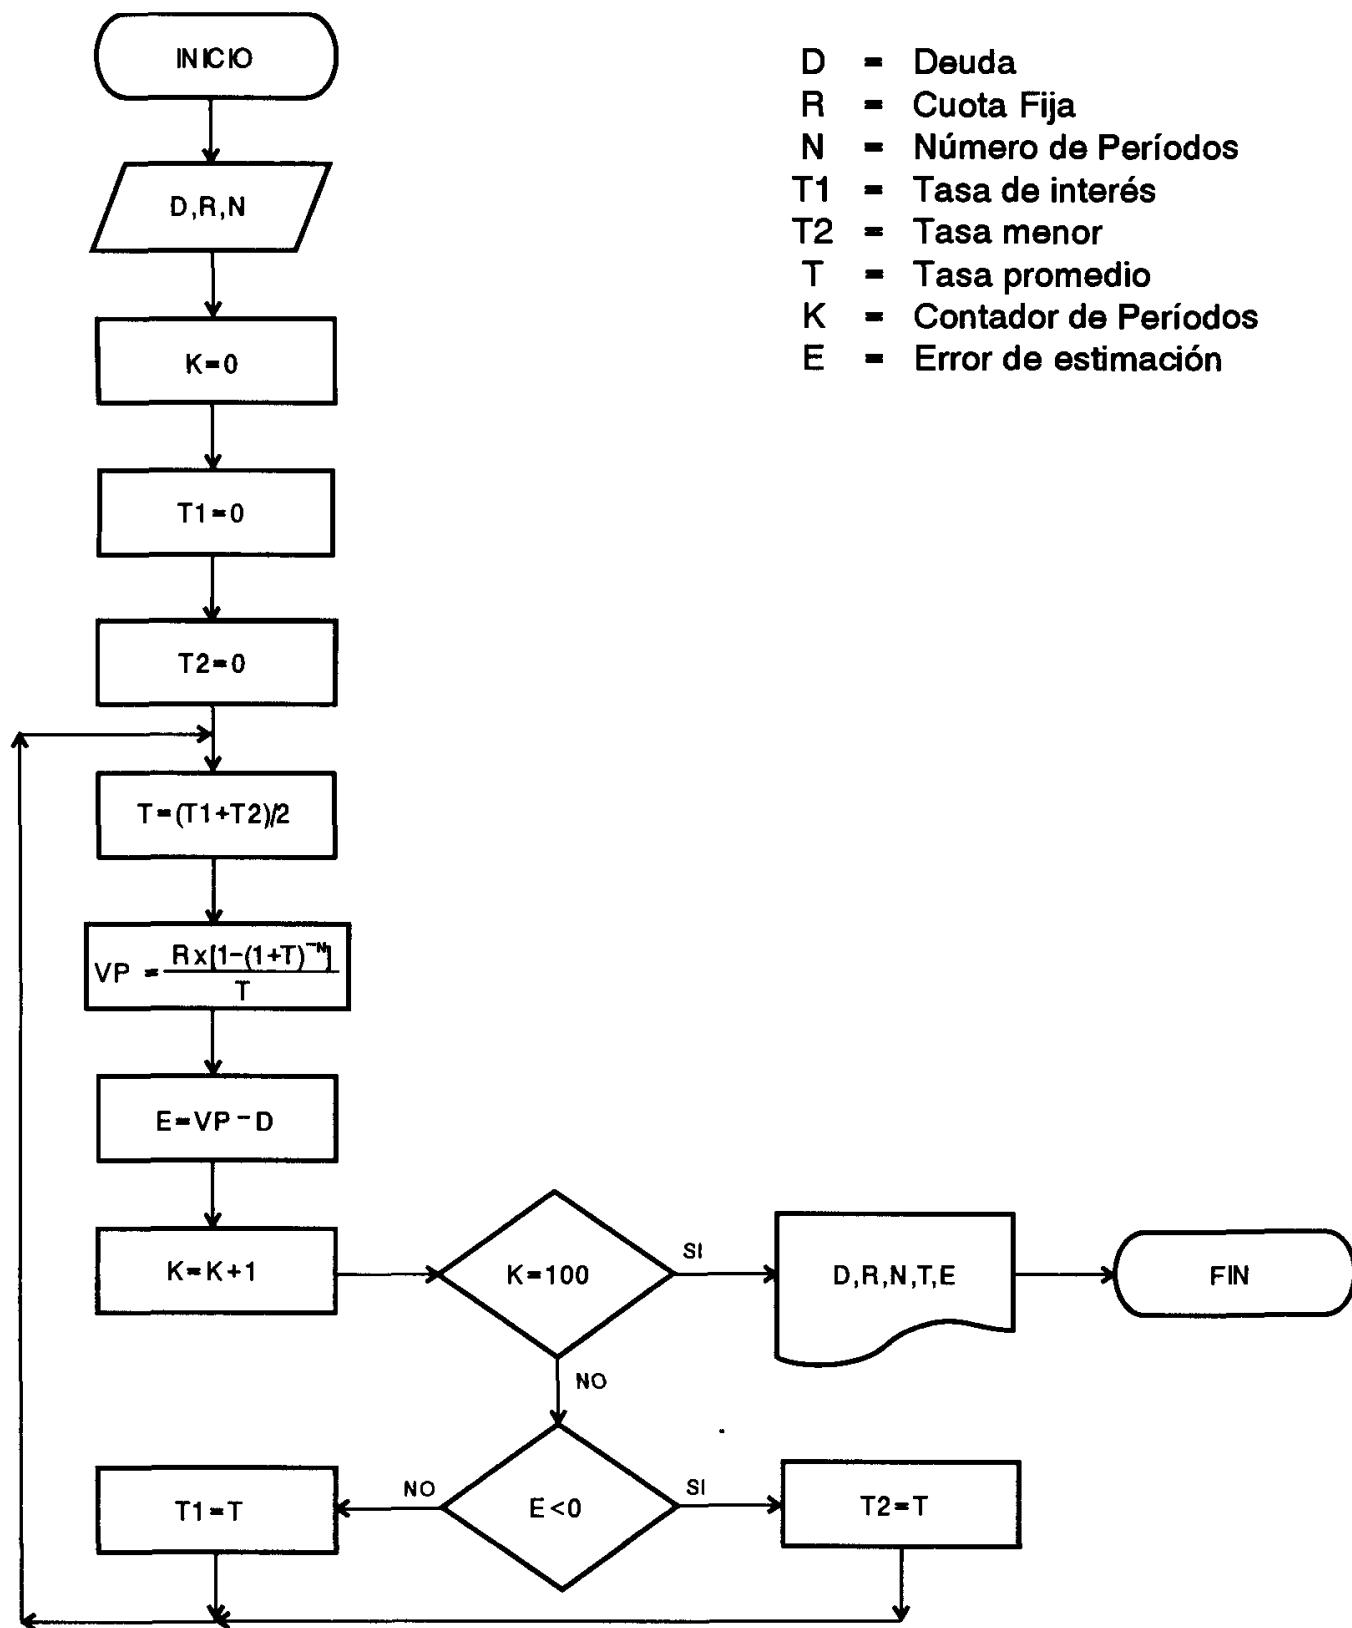 INICIO
D = Deuda
R = Cuota Fija
N = Número de Períodos
T1 = Tasa de interés
T2 = Tasa menor
T = Tasa promedio
K = Contador de Períodos
E = Error de estimación
D,R,N
K=0
T1=0
T2=0
T=(T1+T2)/2
VP = R x [1-(1+T)^-N] / T
E=VP-D
K=K+1
K=100
SI
D,R,N,T,E
FIN
NO
E<0
NO
T1=T
SI
T2=T